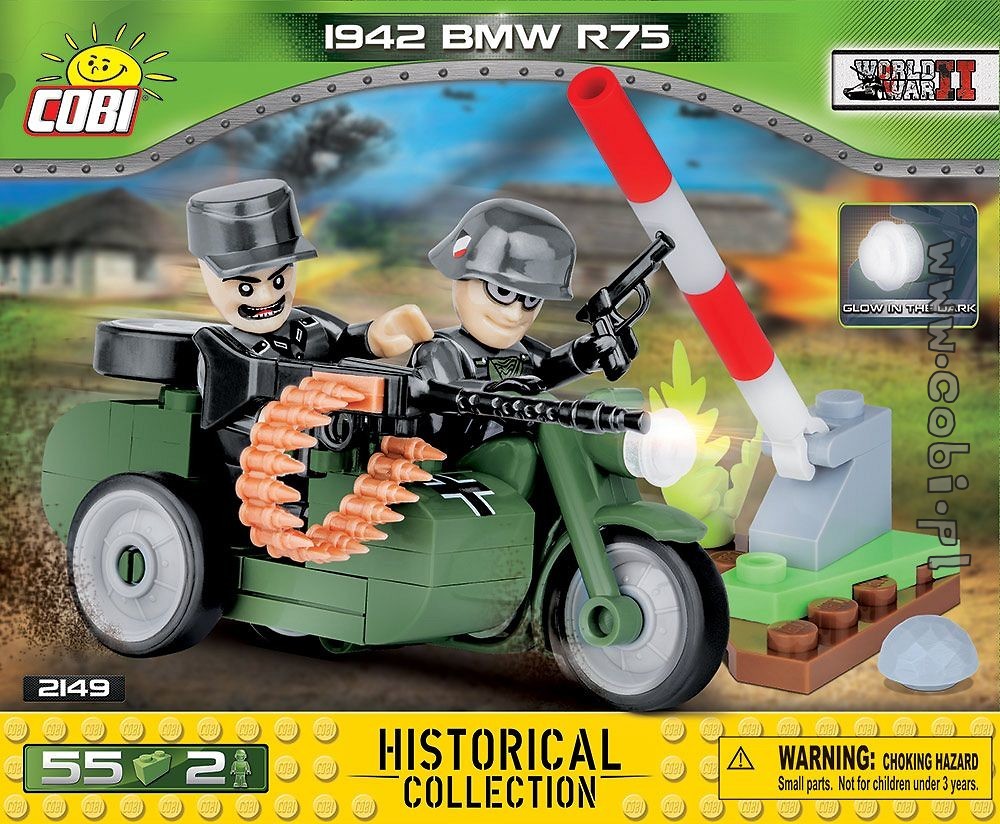 1942 BMW R75
COBI
WORLD
WAR II
GLOW IN THE DARK
www.cobi.pl
2149
55 2
HISTORICAL
COLLECTION
WARNING: CHOKING HAZARD
Small parts. Not for children under 3 years.